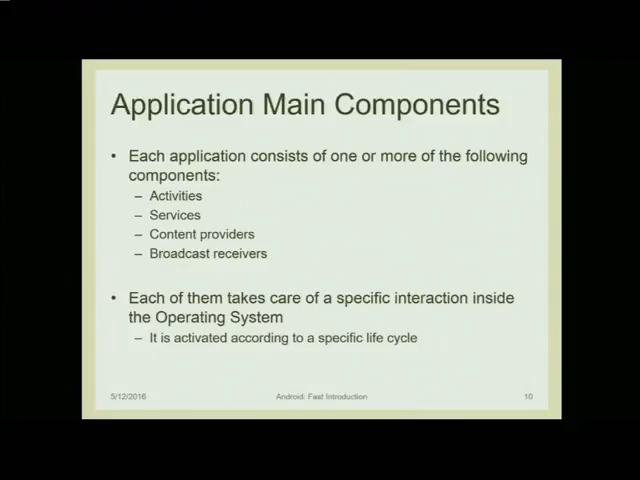 Application Main Components
• Each application consists of one or more of the following
components:
– Activities
– Services
– Content providers
– Broadcast receivers
• Each of them takes care of a specific interaction inside
the Operating System
– It is activated according to a specific life cycle
5/12/2016
Android: Fast Introduction
10